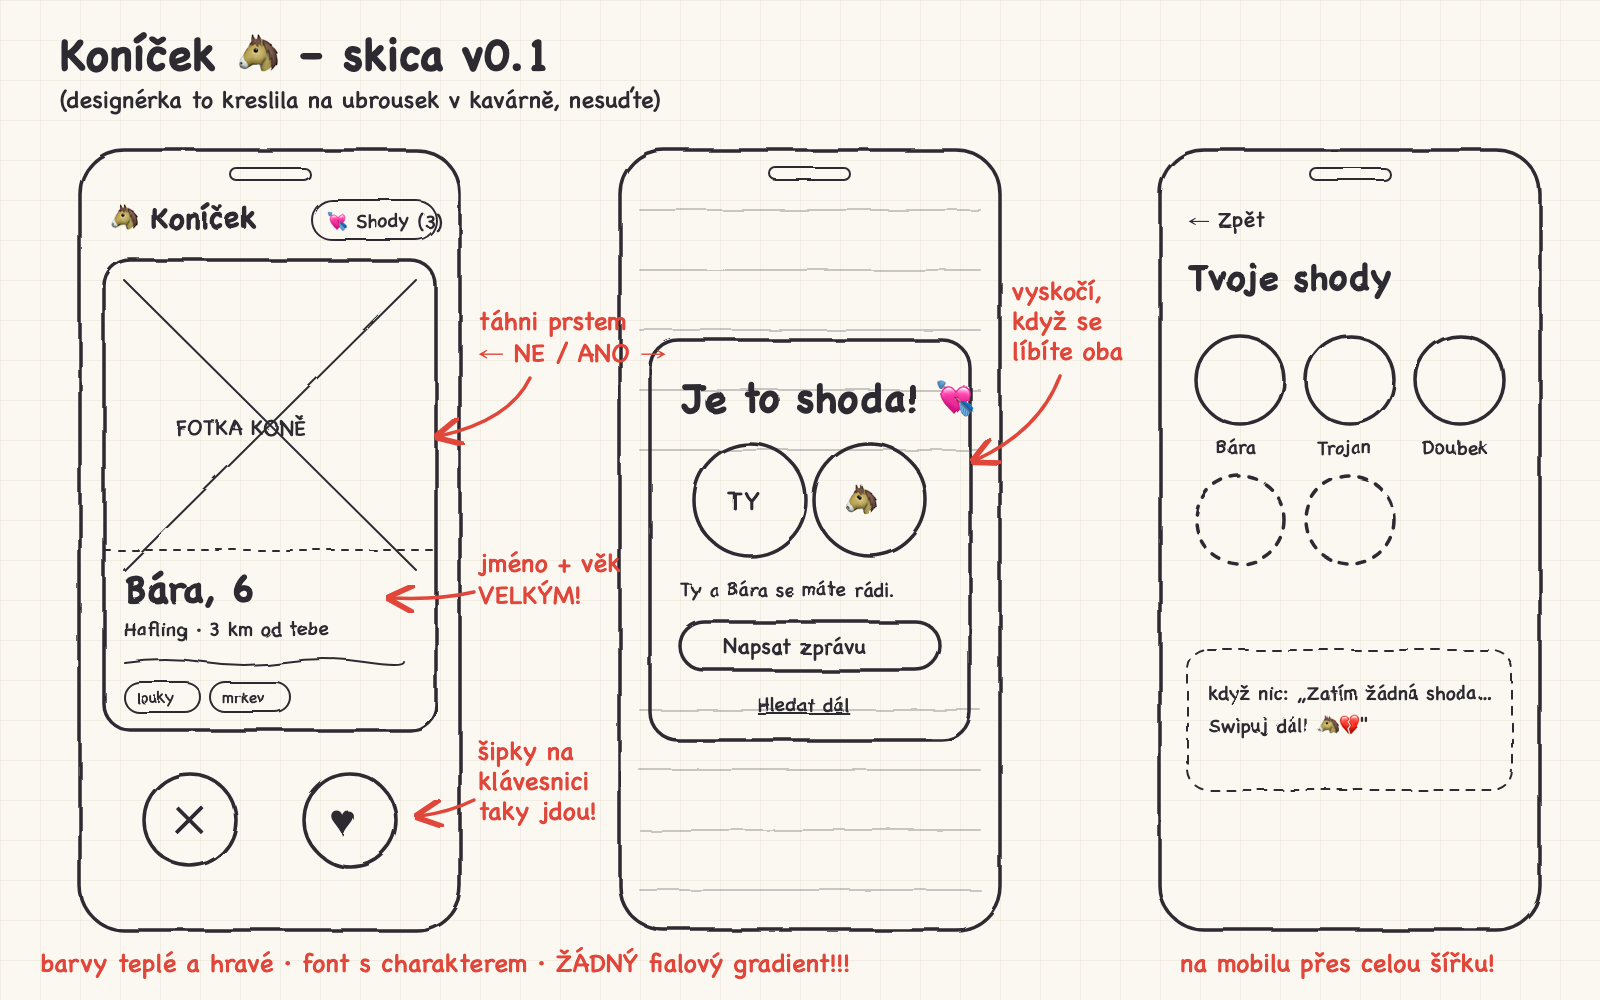 Koníček 🐴 – skica v0.1
(designérka to kreslila na ubrousek v kavárně, nesuďte)
🐴 Koníček
💘 Shody (3)
FOTKA KONĚ
Bára, 6
Hafling · 3 km od tebe
louky
mrkev
✕
♥
táhni prstem
← NE / ANO →
jméno + věk
VELKÝM!
šipky na
klávesnici
taky jdou!
Je to shoda! 💘
TY
🐴
Ty a Bára se máte rádi.
Napsat zprávu
Hledat dál
vyskočí,
když se
líbíte oba
← Zpět
Tvoje shody
Bára
Trojan
Doubek
když nic: „Zatím žádná shoda...
Swipuj dál! 🐴💔"
barvy teplé a hravé · font s charakterem · ŽÁDNÝ fialový gradient!!!
na mobilu přes celou šířku!